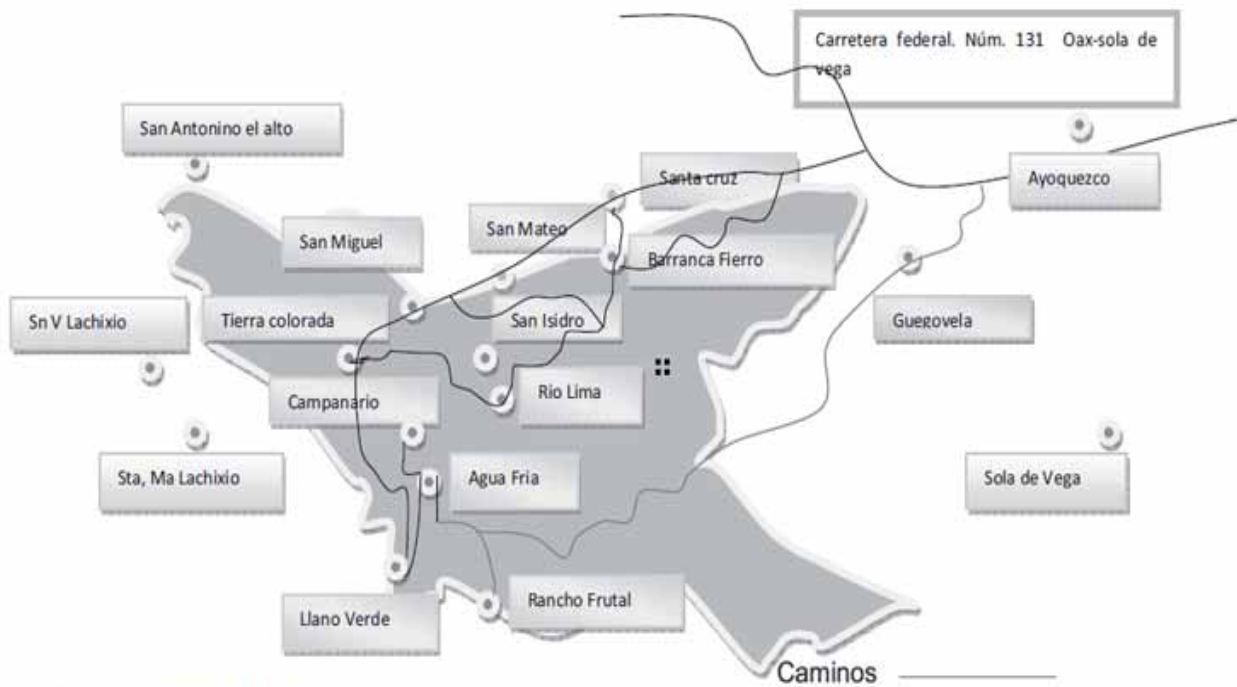 Carretera federal. Núm. 131 Oax-sola de
vega
San Antonino el alto
Santa cruz
Ayoquezco
San Mateo
San Miguel
Barranca Fierro
Sn V Lachixio
Tierra colorada
San Isidro
Guegovela
Campanario
Rio Lima
Sta, Ma Lachixio
Agua Fria
Sola de Vega
Llano Verde
Rancho Frutal
Caminos